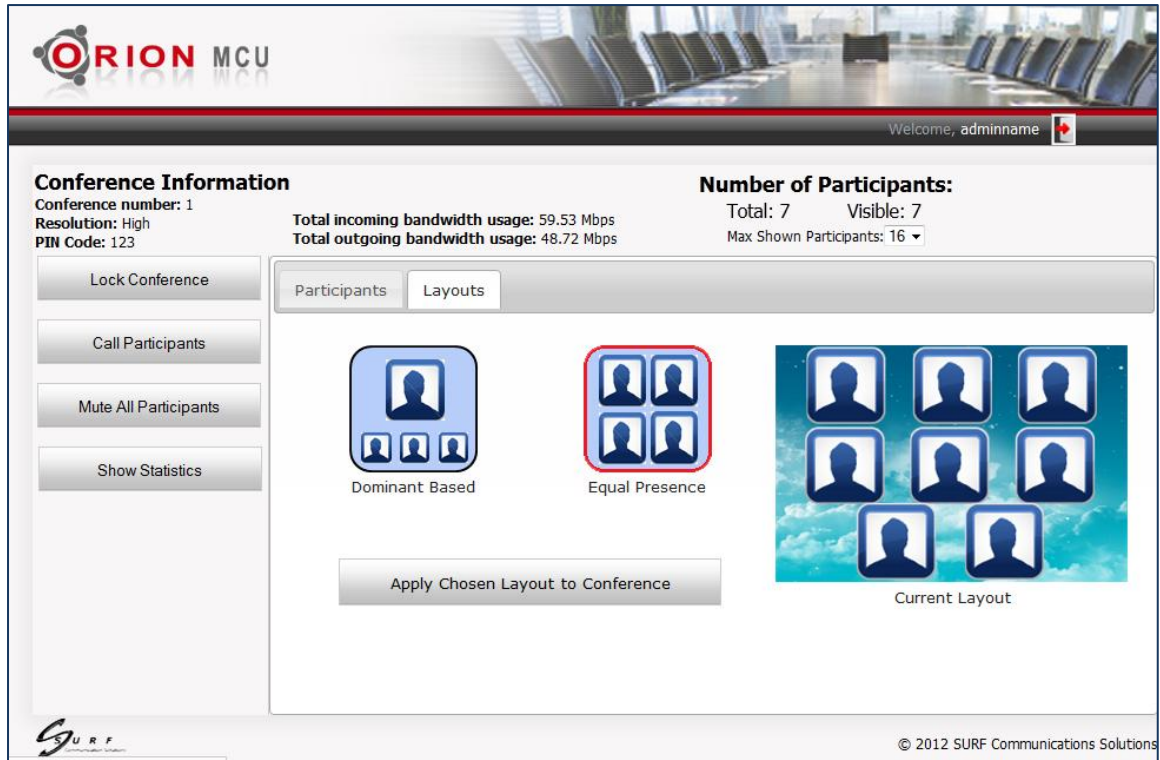 ORION MCU
Welcome, adminname
Conference Information
Conference number: 1
Resolution: High
PIN Code: 123
Total incoming bandwidth usage: 59.53 Mbps
Total outgoing bandwidth usage: 48.72 Mbps
Number of Participants:
Total: 7 Visible: 7
Max Shown Participants: 16
Lock Conference
Call Participants
Mute All Participants
Show Statistics
Participants Layouts
Dominant Based
Equal Presence
Apply Chosen Layout to Conference
Current Layout
SURF
© 2012 SURF Communications Solutions